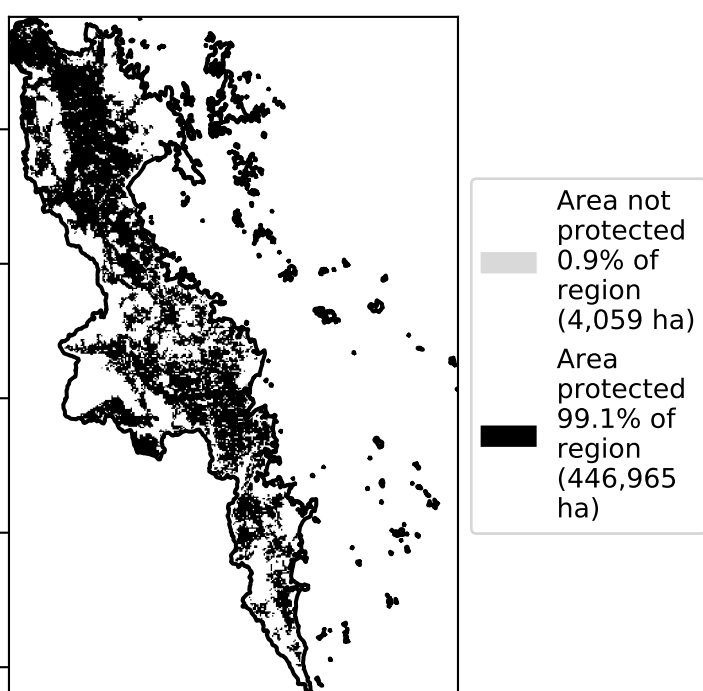 Area not
protected
0.9% of
region
(4,059 ha)
Area
protected
99.1% of
region
(446,965
ha)